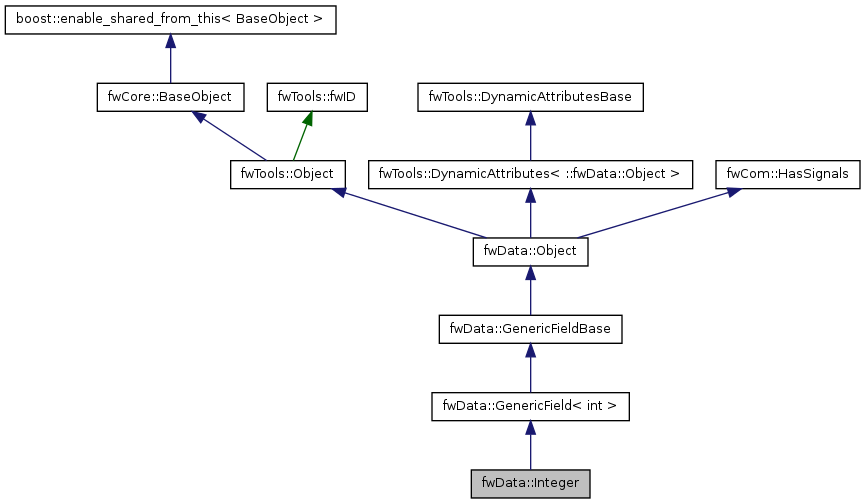 boost::enable_shared_from_this< BaseObject >
fwCore::BaseObject
fwTools::fwID
fwTools::DynamicAttributesBase
fwTools::Object
fwTools::DynamicAttributes< ::fwData::Object >
fwCom::HasSignals
fwData::Object
fwData::GenericFieldBase
fwData::GenericField< int >
fwData::Integer